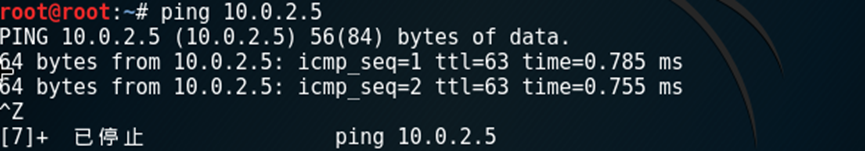 root@root:~# ping 10.0.2.5
PING 10.0.2.5 (10.0.2.5) 56(84) bytes of data.
64 bytes from 10.0.2.5: icmp_seq=1 ttl=63 time=0.785 ms
64 bytes from 10.0.2.5: icmp_seq=2 ttl=63 time=0.755 ms
^Z
[7]+  已停止               ping 10.0.2.5